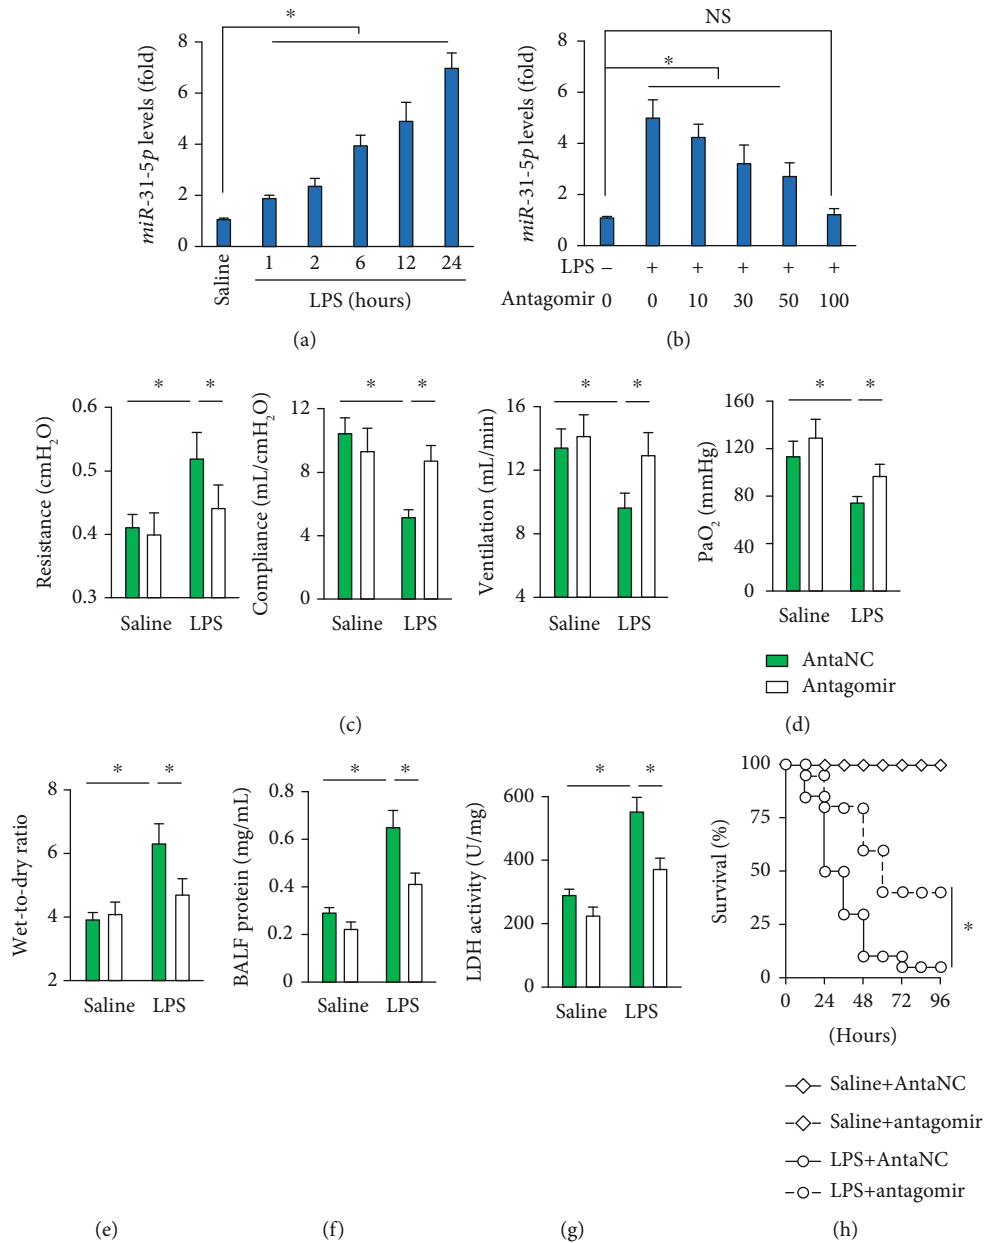 *
miR-31-5p levels (fold)
8
6
4
2
0
Saline
1 2 6 12 24
LPS (hours)
(a)
NS
*
miR-31-5p levels (fold)
8
6
4
2
0
LPS – + + + + +
Antagomir 0 0 10 30 50 100
(b)
* *
Resistance (cmH2O)
0.6
0.5
0.4
0.3
Saline LPS
* *
Compliance (mL/cmH2O)
12
9
4
0
Saline LPS
* *
Ventilation (mL/min)
16
13
8
4
Saline LPS
(c)
* *
PaO2 (mmHg)
160
120
80
40
0
Saline LPS
AntaNC
Antagomir
(d)
* *
Wet-to-dry ratio
8
6
4
2
Saline LPS
(e)
* *
BALF protein (mg/mL)
0.8
0.6
0.4
0.2
0
Saline LPS
(f)
* *
LDH activity (U/mg)
600
400
200
0
Saline LPS
(g)
Survival (%)
100
75
50
25
0
*
0 24 48 72 96
(Hours)
Saline+AntaNC
Saline+antagomir
LPS+AntaNC
LPS+antagomir
(h)